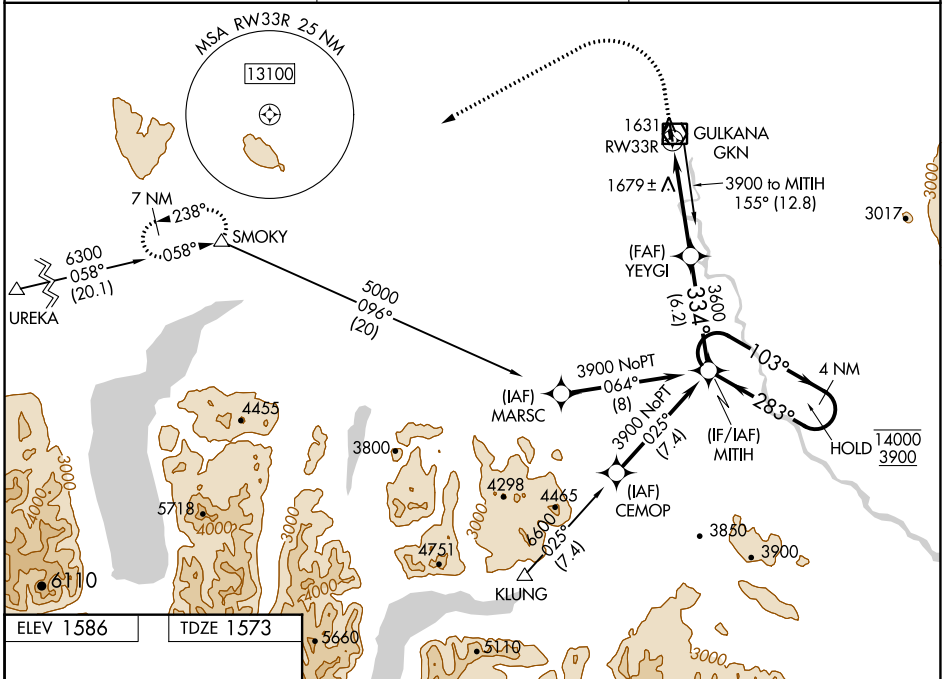 MSA RW33R 25 NM
13100
1631
RW33R
GULKANA
GKN
1679±
3900 to MITIH
155° (12.8)
3000
3017
7 NM
238°
058°
SMOKY
6300
058°
(20.1)
UREKA
5000
096°
(20)
(FAF)
YEYGI
3600
334°
(6.2)
103°
4 NM
283°
HOLD
14000
3900
(IAF)
MARSC
3900 NoPT
064°
(8)
3900 NoPT
025°
(7.4)
(IF/IAF)
MITIH
(IAF)
CEMOP
6600
025°
(7.4)
KLUNG
4455
3800
4298
4465
3000
4000
5718
4000
3000
3000
4751
4000
3850
3900
6110
5660
5110
3000
ELEV 1586
TDZE 1573